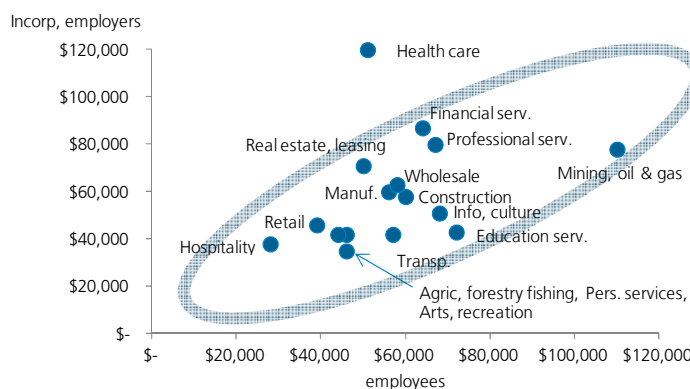 Incorp, employers
$120,000
Health care
$100,000
Financial serv.
$80,000
Professional serv.
Real estate, leasing
Mining, oil & gas
$60,000
Wholesale
Manuf.
Construction
Info, culture
Retail
$40,000
Education serv.
Hospitality
Transp.
$20,000
Agric, forestry fishing, Pers. services,
Arts, recreation
$-
$- $20,000 $40,000 $60,000 $80,000 $100,000 $120,000
employees